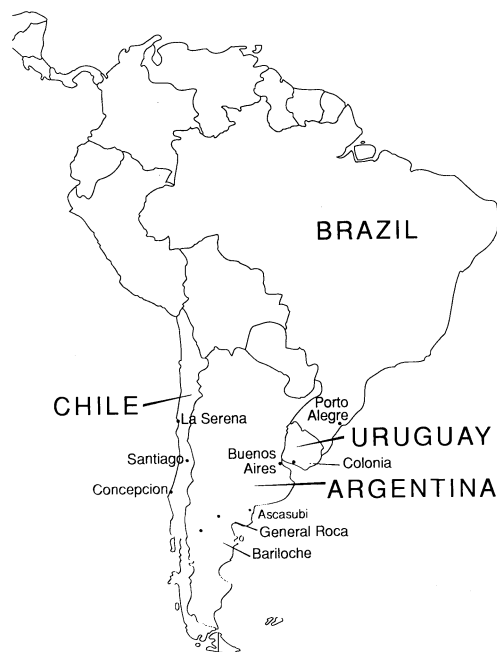 BRAZIL
CHILE
La Serena
Porto
Alegre
URUGUAY
Santiago
Buenos
Aires
Colonia
ARGENTINA
Concepcion
Ascasubi
General Roca
Bariloche